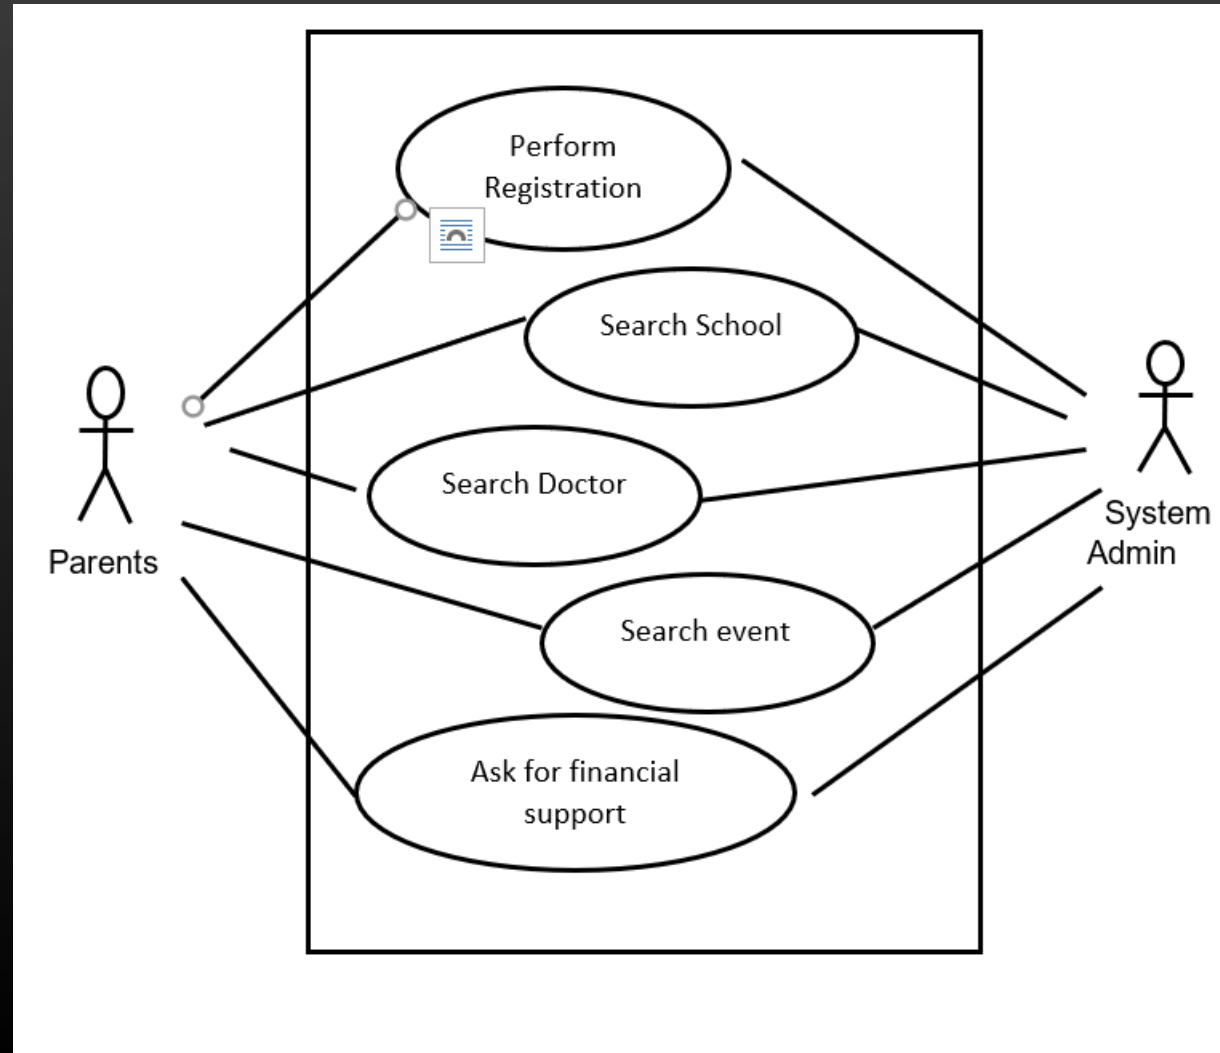 Perform
Registration
Search School
Search Doctor
Search event
Ask for financial
support
Parents
System
Admin